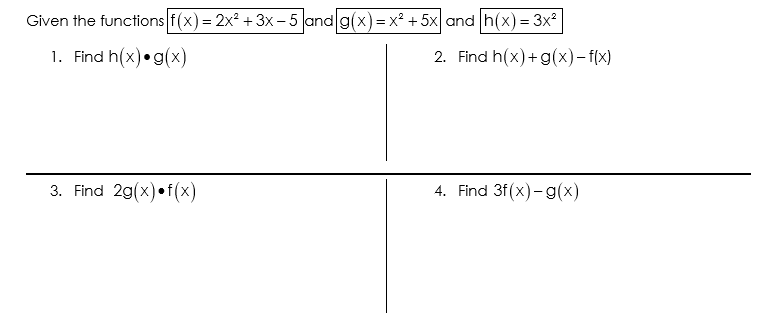 Given the functions f(x) = 2x² + 3x – 5 and g(x) = x² + 5x and h(x) = 3x²
1. Find h(x)•g(x)
2. Find h(x)+g(x)–f(x)
3. Find 2g(x)•f(x)
4. Find 3f(x)–g(x)